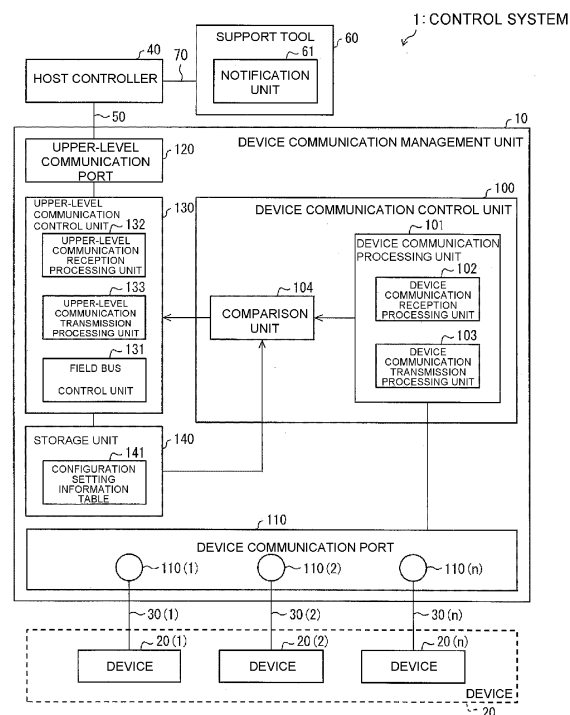 1: CONTROL SYSTEM
SUPPORT TOOL
60
61
NOTIFICATION
UNIT
40
70
HOST CONTROLLER
50
10
DEVICE COMMUNICATION MANAGEMENT UNIT
UPPER-LEVEL
COMMUNICATION
PORT
120
130
UPPER-LEVEL
COMMUNICATION
CONTROL UNIT
132
UPPER-LEVEL
COMMUNICATION
RECEPTION
PROCESSING UNIT
133
UPPER-LEVEL
COMMUNICATION
TRANSMISSION
PROCESSING UNIT
131
FIELD BUS
CONTROL UNIT
100
DEVICE COMMUNICATION CONTROL UNIT
101
DEVICE COMMUNICATION
PROCESSING UNIT
102
DEVICE
COMMUNICATION
RECEPTION
PROCESSING UNIT
103
DEVICE
COMMUNICATION
TRANSMISSION
PROCESSING UNIT
104
COMPARISON
UNIT
STORAGE UNIT
140
141
CONFIGURATION
SETTING
INFORMATION
TABLE
110
DEVICE COMMUNICATION PORT
110(1)
110(2)
110(n)
30(1)
30(2)
30(n)
20(1)
20(2)
20(n)
DEVICE
DEVICE
DEVICE
DEVICE
20